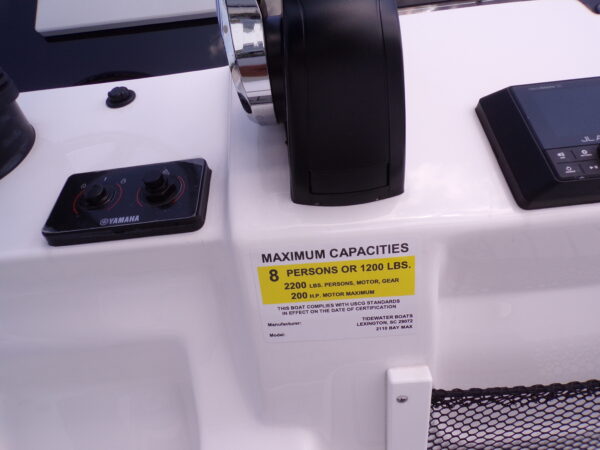 JL A
YAMAHA
MAXIMUM CAPACITIES
8 PERSONS OR 1200 LBS.
2200 LBS. PERSONS, MOTOR, GEAR
200 H.P. MOTOR MAXIMUM
THIS BOAT COMPLIES WITH USCG STANDARDS
IN EFFECT ON THE DATE OF CERTIFICATION
Manufacturer: TIDEWATER BOATS
LEXINGTON, SC 29072
Model: 2110 BAY MAX